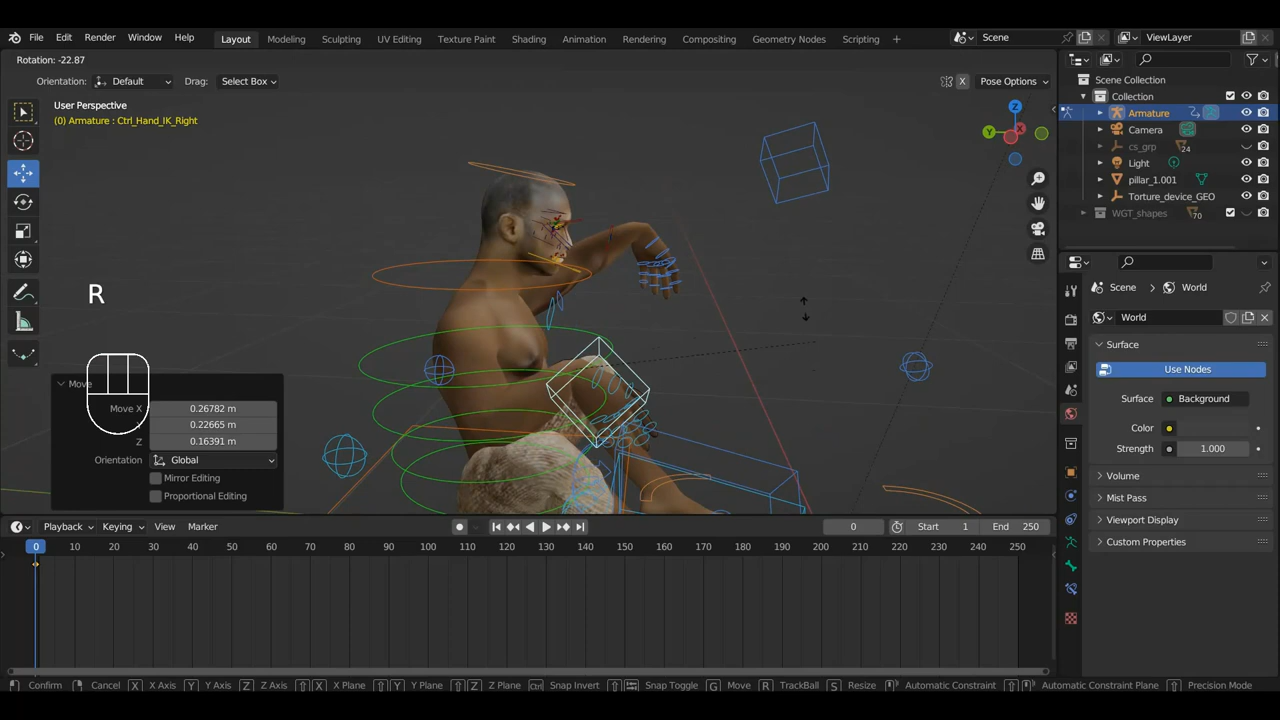 File Edit Render Window Help Layout Modeling Sculpting UV Editing Texture Paint Shading Animation Rendering Compositing Geometry Nodes Scripting + Scene ViewLayer
Rotation: -22.87
Orientation: Default Drag: Select Box X Pose Options
User Perspective
(0) Armature : Ctrl_Hand_IK_Right
Z
Y
X
R
Move
Move X 0.26782 m
0.22665 m
Z 0.16391 m
Orientation Global
Mirror Editing
Proportional Editing
Scene Collection
Collection
Armature
Camera
cs_grp 24
Light
pillar_1.001
Torture_device_GEO
WGT_shapes 70
Scene World
World
Surface
Use Nodes
Surface Background
Color
Strength 1.000
Volume
Mist Pass
Viewport Display
Custom Properties
Playback Keying View Marker 0 Start 1 End 250
0 10 20 30 40 50 60 70 80 90 100 110 120 130 140 150 160 170 180 190 200 210 220 230 240 250
Confirm Cancel X X Axis Y Y Axis Z Z Axis X X Plane Y Y Plane Z Z Plane Ctrl Snap Invert Snap Toggle G Move R TrackBall S Resize Automatic Constraint Automatic Constraint Plane Precision Mode